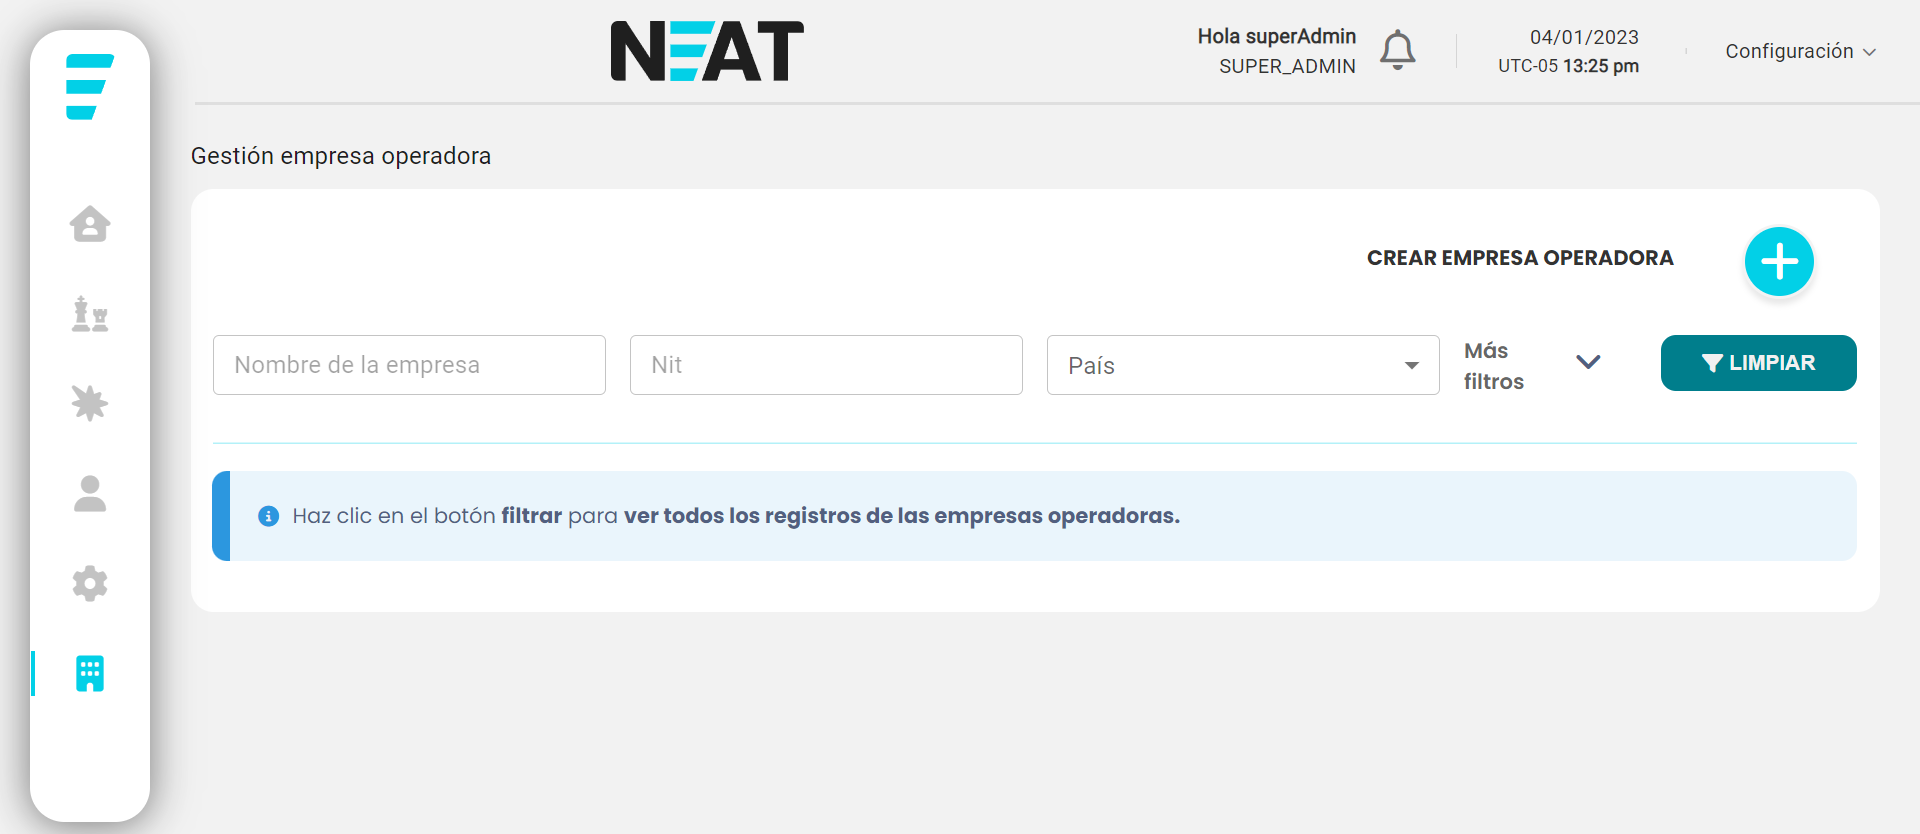 NEAT
Hola superAdmin
SUPER_ADMIN
04/01/2023
UTC-05 13:25 pm
Configuración
Gestión empresa operadora
CREAR EMPRESA OPERADORA
Nombre de la empresa
Nit
País
Más
filtros
LIMPIAR
Haz clic en el botón filtrar para ver todos los registros de las empresas operadoras.